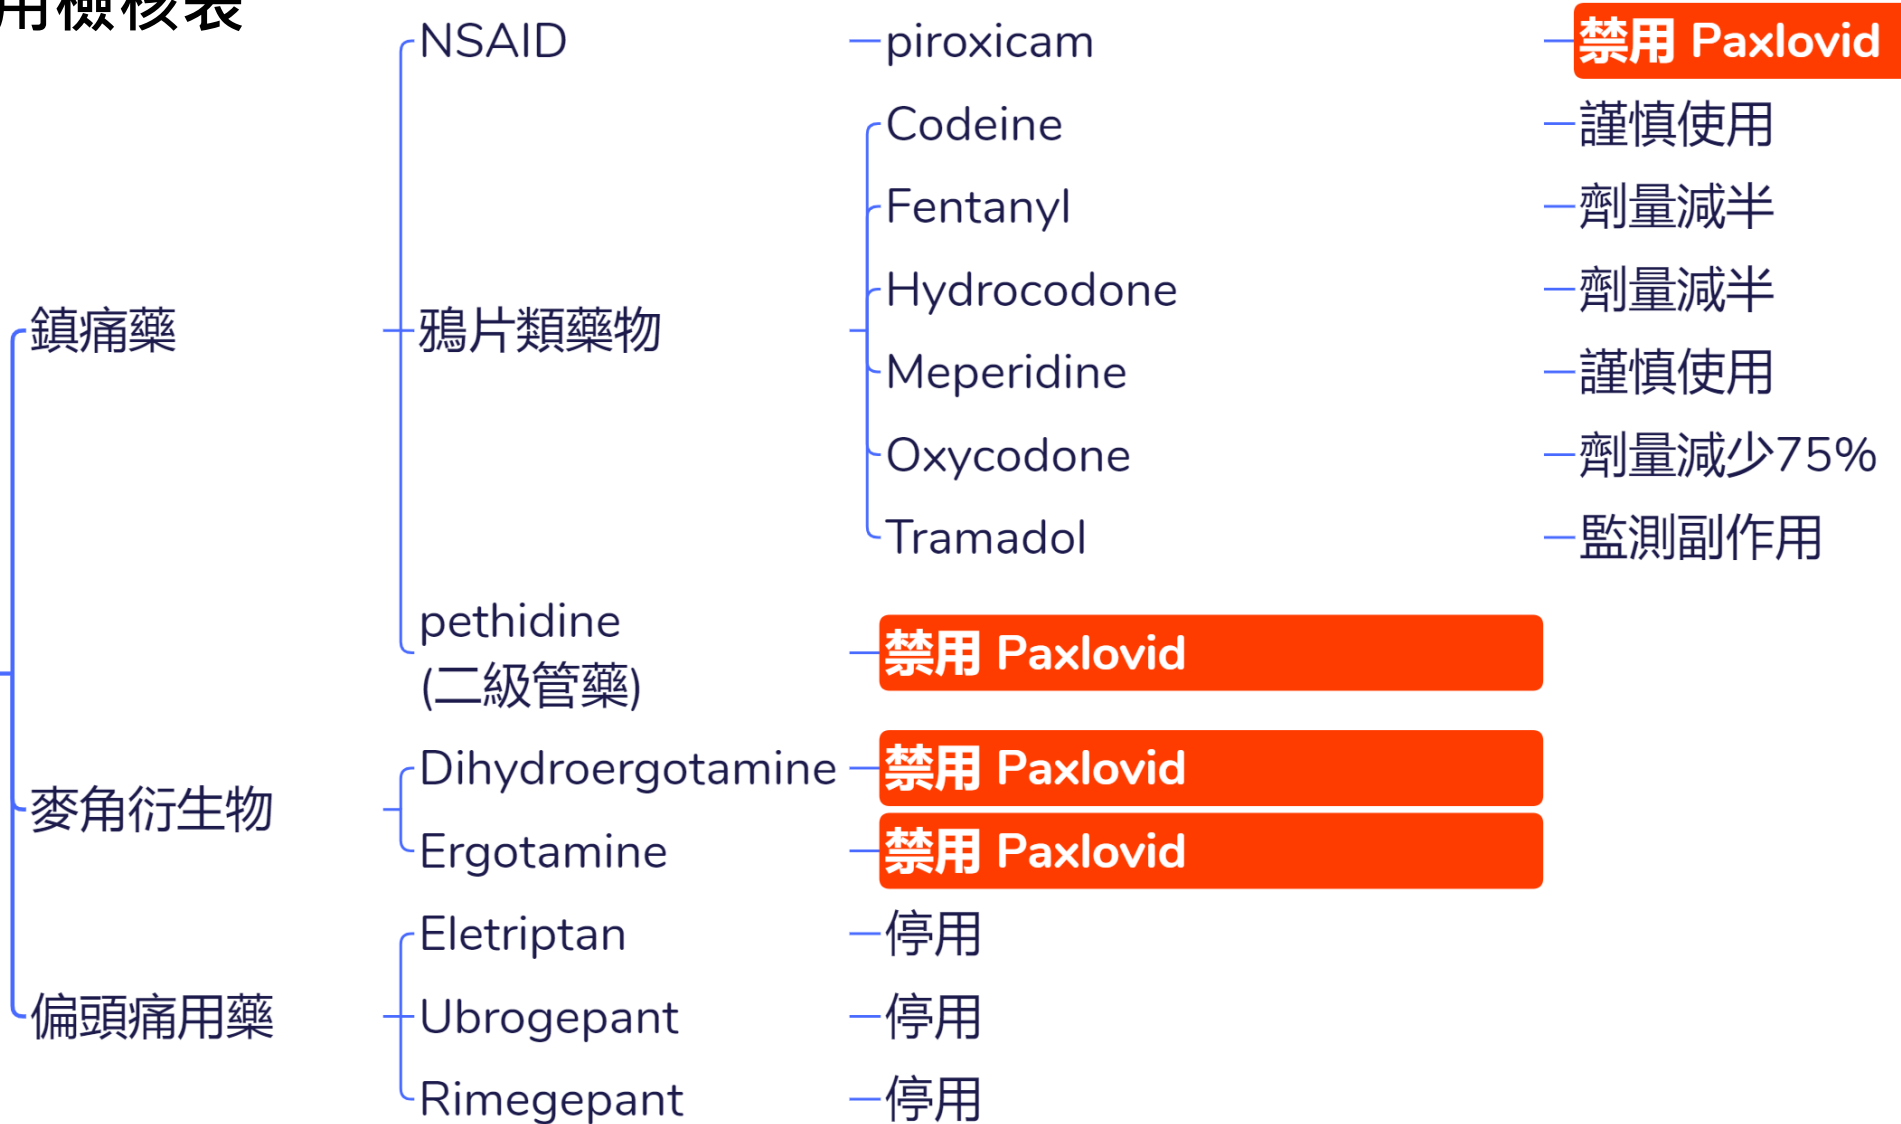 用檢核表
NSAID
piroxicam
禁用 Paxlovid
Codeine
謹慎使用
Fentanyl
劑量減半
Hydrocodone
劑量減半
鎮痛藥
鴉片類藥物
Meperidine
謹慎使用
Oxycodone
劑量減少75%
Tramadol
監測副作用
pethidine
(二級管藥)
禁用 Paxlovid
麥角衍生物
Dihydroergotamine
禁用 Paxlovid
Ergotamine
禁用 Paxlovid
偏頭痛用藥
Eletriptan
停用
Ubrogepant
停用
Rimegepant
停用